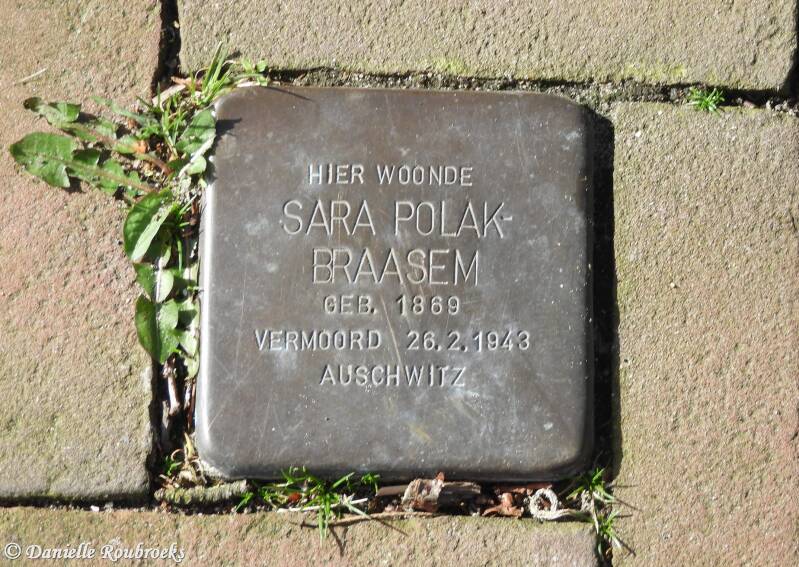 HIER WOONDE
SARA POLAK-
BRAASEM
GEB. 1869
VERMOORD 26.2.1943
AUSCHWITZ
© Danielle Roubroeks